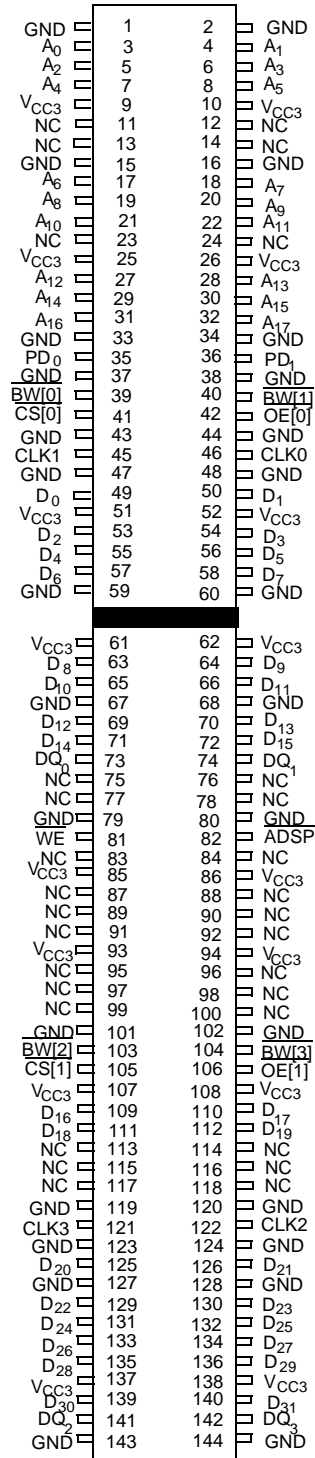 GND 1 2 GND
A0 3 4 A1
A2 5 6 A3
A4 7 8 A5
VCC3 9 10 VCC3
NC 11 12 NC
NC 13 14 NC
GND 15 16 GND
A6 17 18 A7
A8 19 20 A9
A10 21 22 A11
NC 23 24 NC
VCC3 25 26 VCC3
A12 27 28 A13
A14 29 30 A15
A16 31 32 A17
GND 33 34 GND
PD0 35 36 PD1
GND 37 38 GND
BW[0] 39 40 BW[1]
CS[0] 41 42 OE[0]
GND 43 44 GND
CLK1 45 46 CLK0
GND 47 48 GND
D0 49 50 D1
VCC3 51 52 VCC3
D2 53 54 D3
D4 55 56 D5
D6 57 58 D7
GND 59 60 GND
VCC3 61 62 VCC3
D8 63 64 D9
D10 65 66 D11
GND 67 68 GND
D12 69 70 D13
D14 71 72 D15
DQ0 73 74 DQ1
NC 75 76 NC
NC 77 78 NC
GND 79 80 GND
WE 81 82 ADSP
NC 83 84 NC
VCC3 85 86 VCC3
NC 87 88 NC
NC 89 90 NC
NC 91 92 NC
VCC3 93 94 VCC3
NC 95 96 NC
NC 97 98 NC
NC 99 100 NC
GND 101 102 GND
BW[2] 103 104 BW[3]
CS[1] 105 106 OE[1]
VCC3 107 108 VCC3
D16 109 110 D17
D18 111 112 D19
NC 113 114 NC
NC 115 116 NC
NC 117 118 NC
GND 119 120 GND
CLK3 121 122 CLK2
GND 123 124 GND
D20 125 126 D21
GND 127 128 GND
D22 129 130 D23
D24 131 132 D25
D26 133 134 D27
D28 135 136 D29
VCC3 137 138 VCC3
D30 139 140 D31
DQ2 141 142 DQ3
GND 143 144 GND